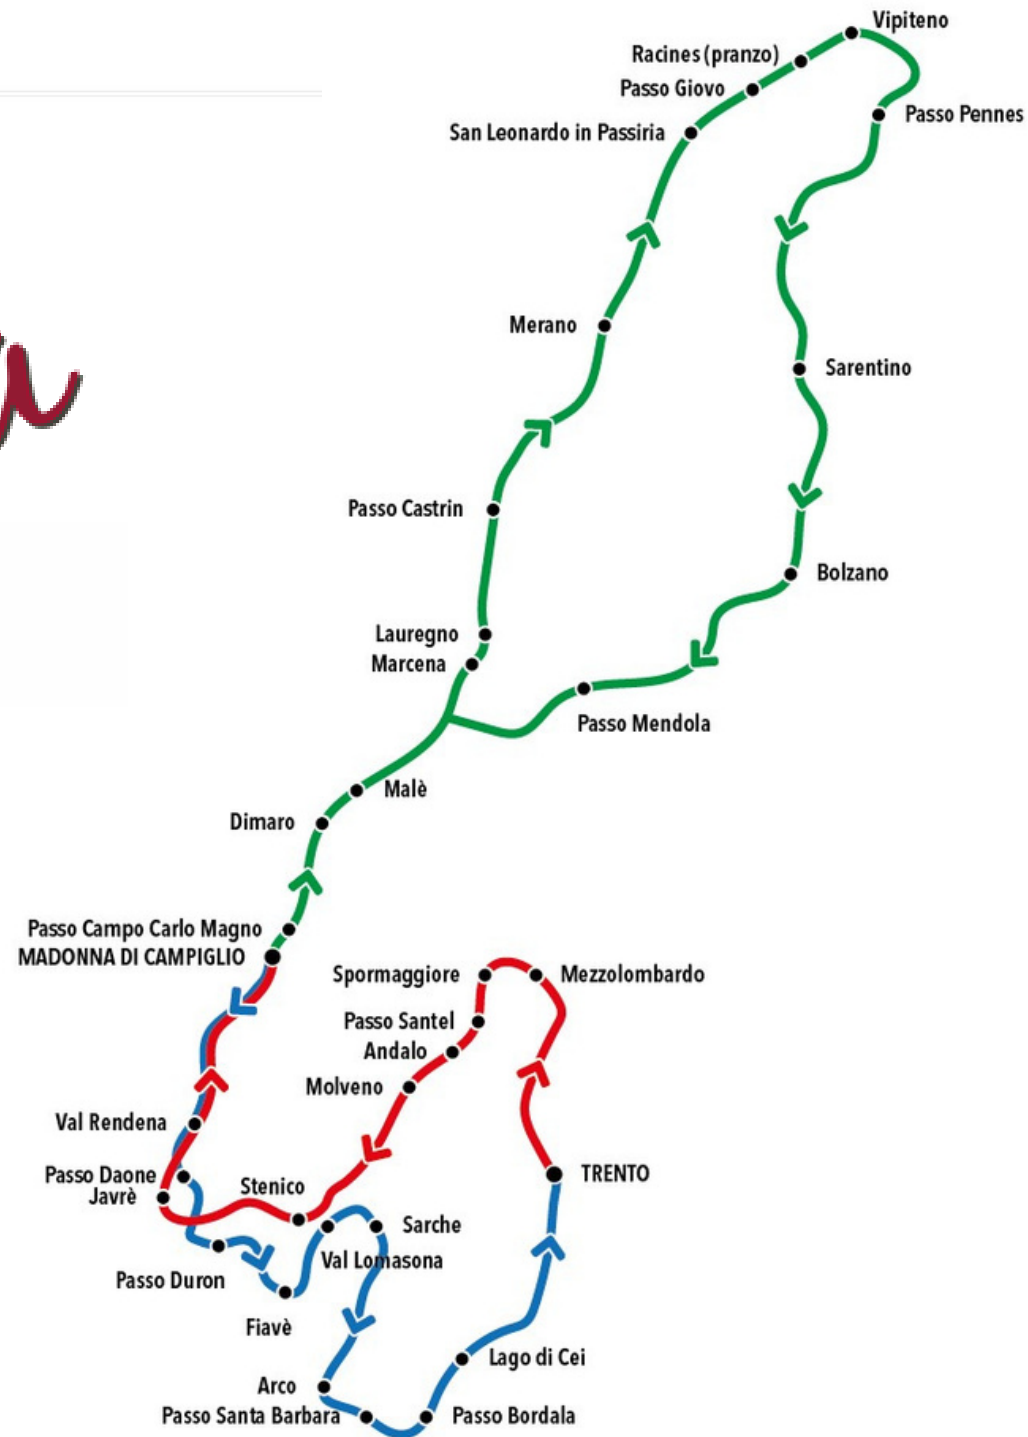 Vipiteno
Racines (pranzo)
Passo Giovo
Passo Pennes
San Leonardo in Passiria
Merano
Sarentino
Passo Castrin
Bolzano
Lauregno
Marcena
Passo Mendola
Malè
Dimaro
Passo Campo Carlo Magno
MADONNA DI CAMPIGLIO
Spormaggiore
Mezzolombardo
Passo Santel
Andalo
Molveno
Val Rendena
Passo Daone
TRENTO
Javrè
Stenico
Sarche
Val Lomasona
Passo Duron
Fiavè
Lago di Cei
Arco
Passo Santa Barbara
Passo Bordala